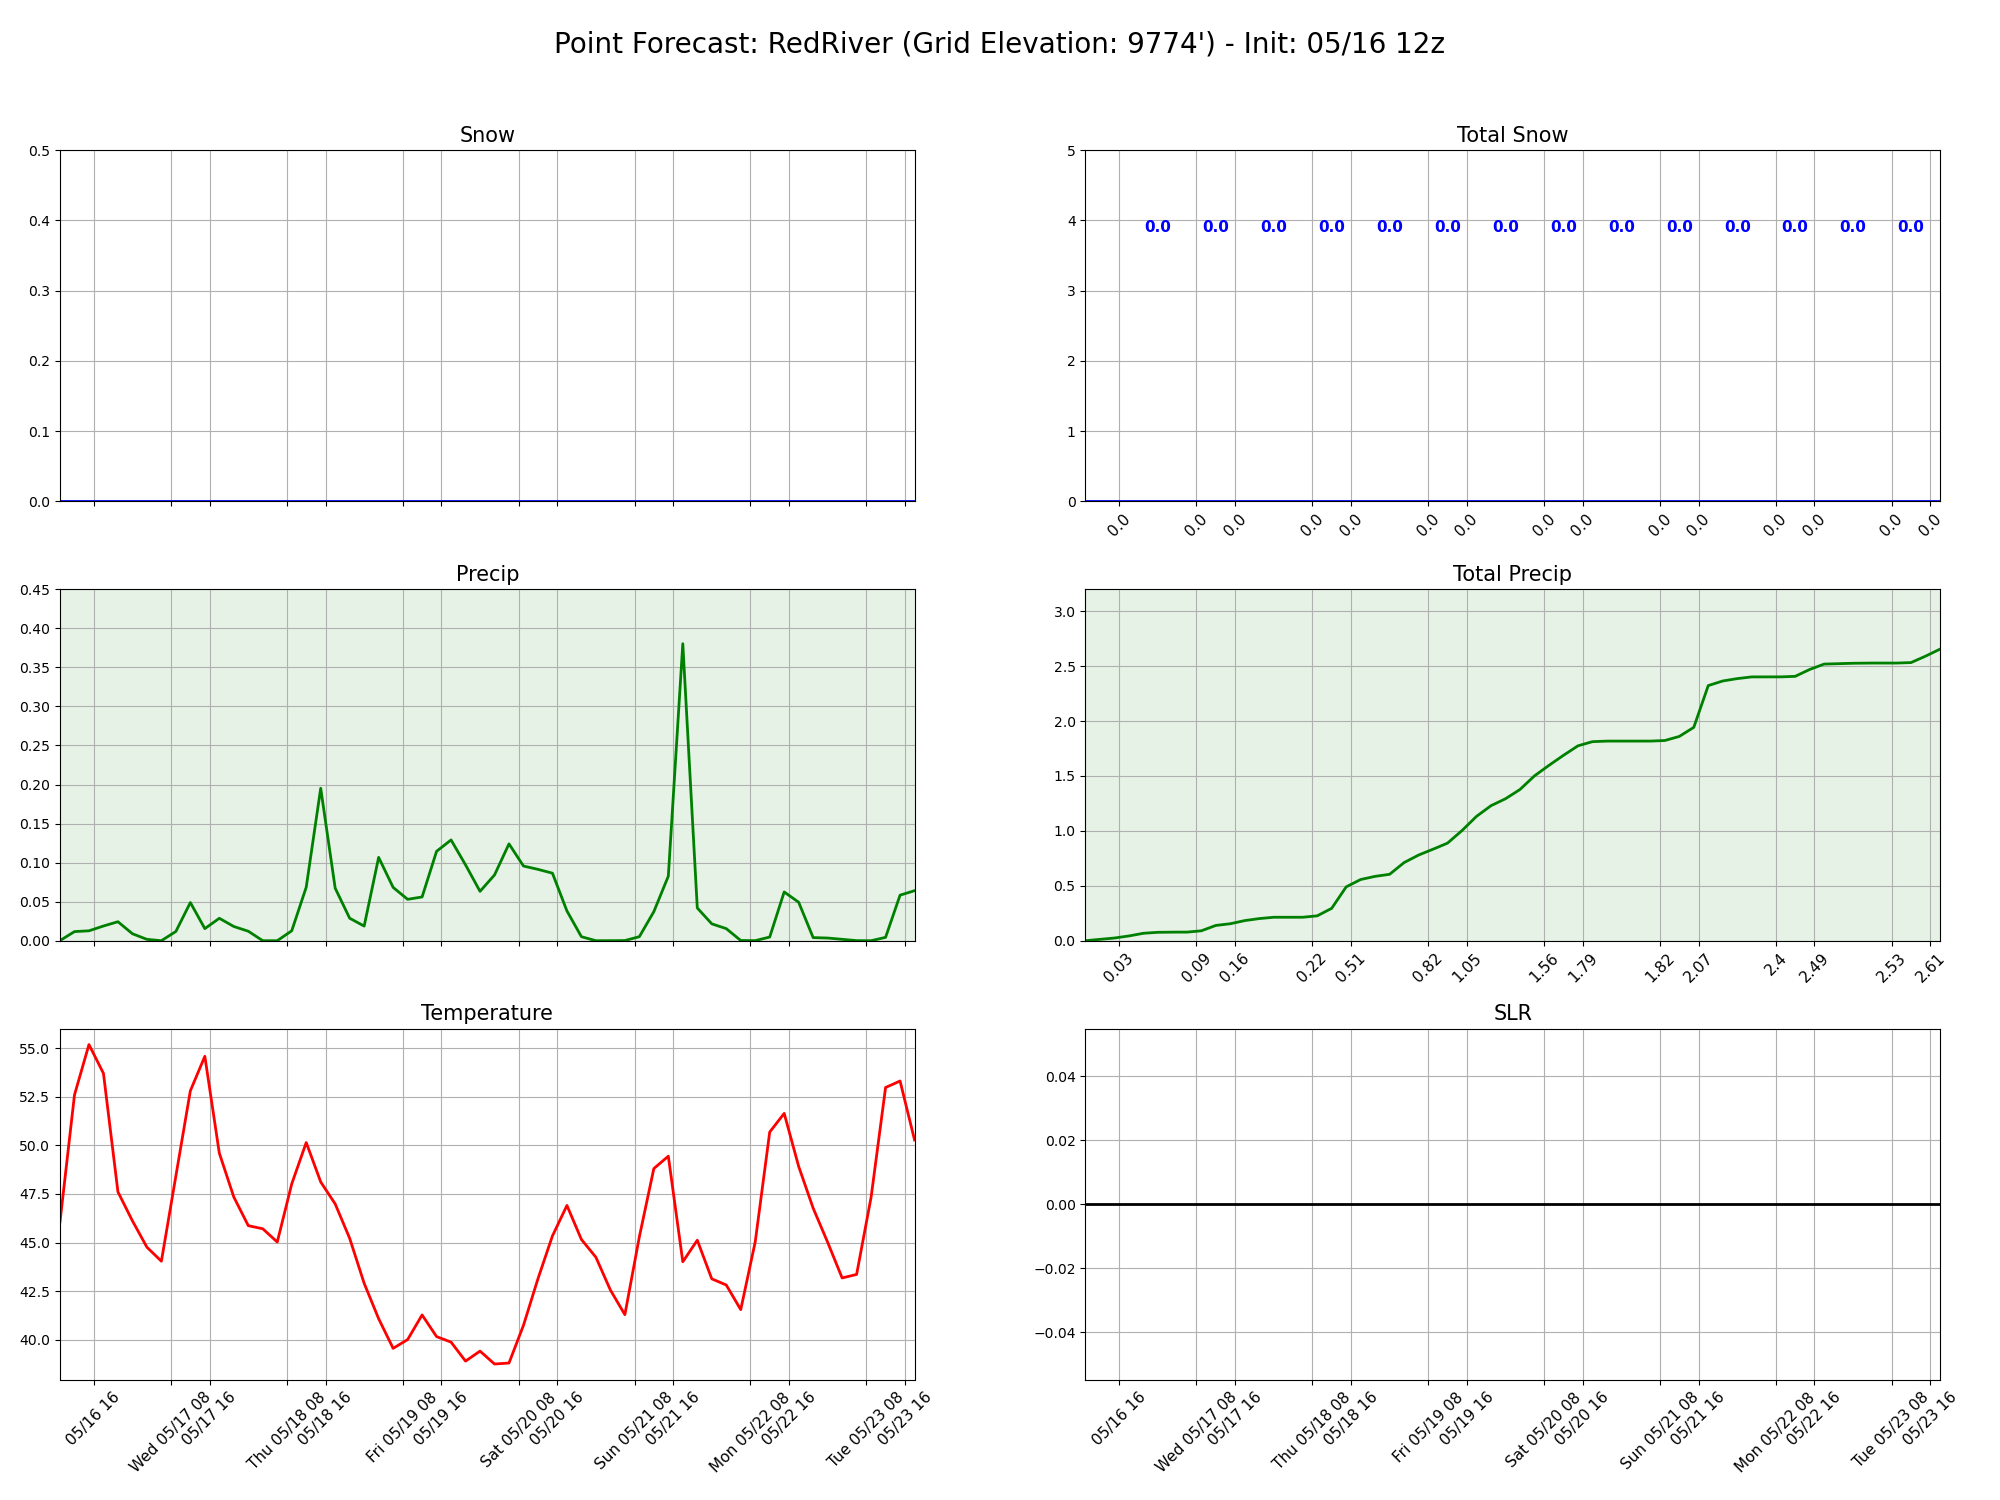 Point Forecast: RedRiver (Grid Elevation: 9774') - Init: 05/16 12z
Snow
0.5
0.4
0.3
0.2
0.1
0.0
Total Snow
5
4
3
2
1
0
0.0 0.0 0.0 0.0 0.0 0.0 0.0 0.0 0.0 0.0 0.0 0.0 0.0 0.0
0.0 0.0 0.0 0.0 0.0 0.0 0.0 0.0 0.0 0.0 0.0 0.0 0.0 0.0 0.0
Precip
0.45
0.40
0.35
0.30
0.25
0.20
0.15
0.10
0.05
0.00
Total Precip
3.0
2.5
2.0
1.5
1.0
0.5
0.0
0.03 0.09 0.16 0.22 0.51 0.82 1.05 1.56 1.79 1.82 2.07 2.4 2.49 2.53 2.61
Temperature
55.0
52.5
50.0
47.5
45.0
42.5
40.0
05/16 16
Wed 05/17 08
05/17 16
Thu 05/18 08
05/18 16
Fri 05/19 08
05/19 16
Sat 05/20 08
05/20 16
Sun 05/21 08
05/21 16
Mon 05/22 08
05/22 16
Tue 05/23 08
05/23 16
SLR
0.04
0.02
0.00
−0.02
−0.04
05/16 16
Wed 05/17 08
05/17 16
Thu 05/18 08
05/18 16
Fri 05/19 08
05/19 16
Sat 05/20 08
05/20 16
Sun 05/21 08
05/21 16
Mon 05/22 08
05/22 16
Tue 05/23 08
05/23 16